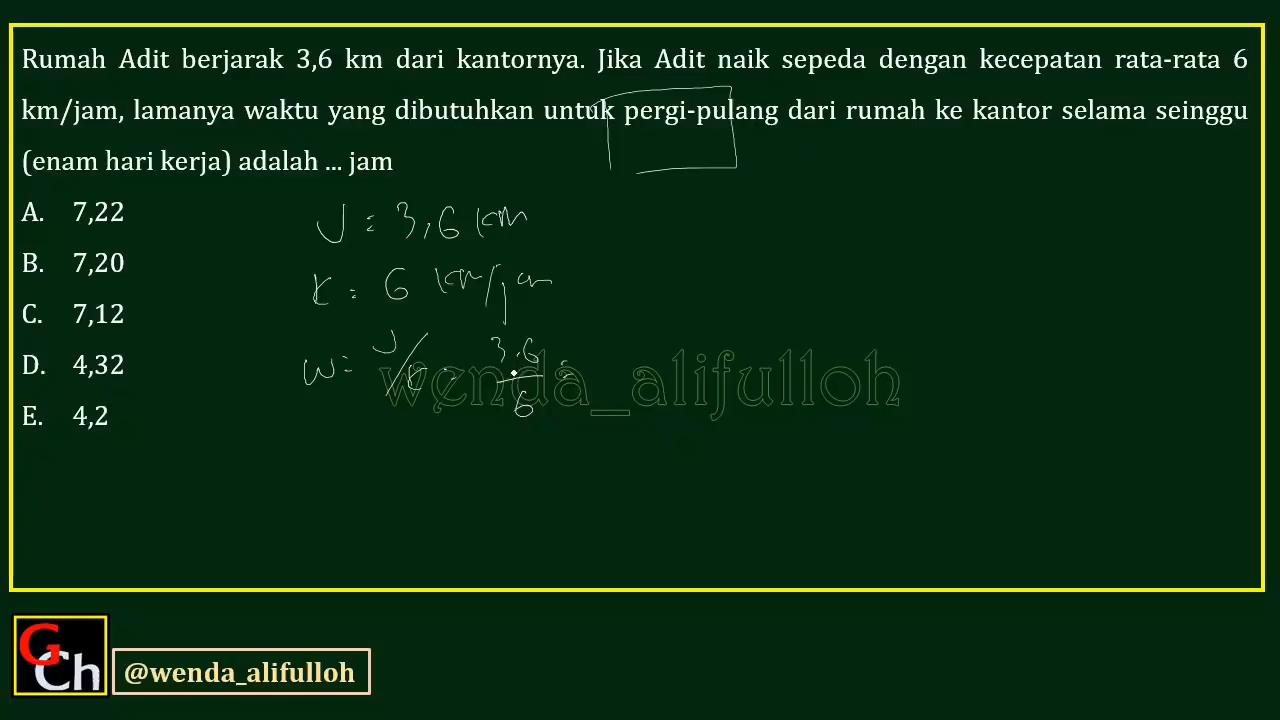 Rumah Adit berjarak 3,6 km dari kantornya. Jika Adit naik sepeda dengan kecepatan rata-rata 6
km/jam, lamanya waktu yang dibutuhkan untuk pergi-pulang dari rumah ke kantor selama seinggu
(enam hari kerja) adalah ... jam
A. 7,22
B. 7,20
C. 7,12
D. 4,32
E. 4,2
J = 3,6 km
K = 6 km/jam
W = J/K = 3,6/6 =
wenda_alifulloh
GCh
@wenda_alifulloh